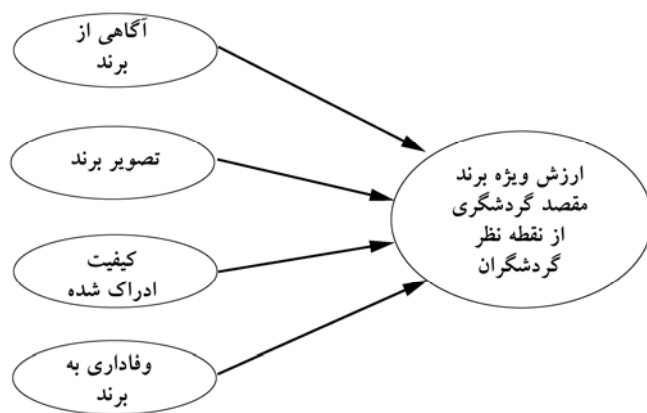 آگاهی از
برند
تصویر برند
کیفیت
ادراک شده
وفاداری به
برند
ارزش ویژه برند
مقصد گردشگری
از نقطه نظر
گردشگران